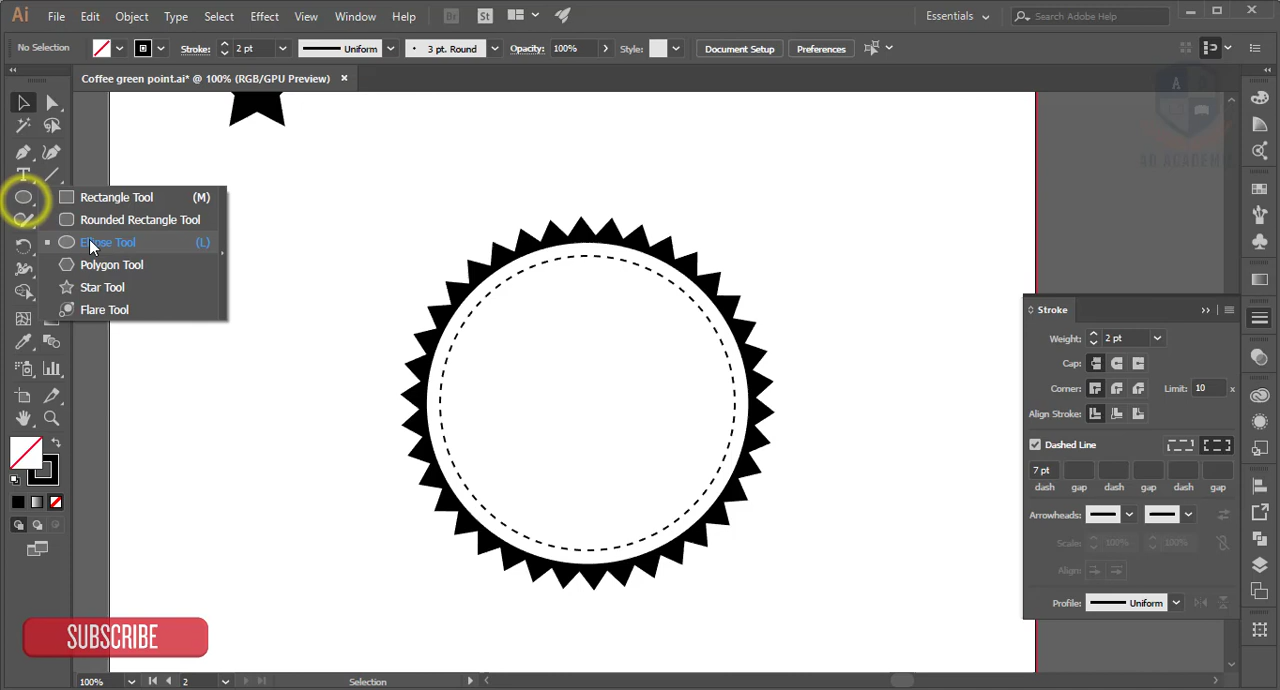 Ai File Edit Object Type Select Effect View Window Help Br St Essentials Search Adobe Help
No Selection Stroke: 2 pt Uniform 3 pt. Round Opacity: 100% Style: Document Setup Preferences
Coffee green point.ai* @ 100% (RGB/GPU Preview)
Rectangle Tool (M)
Rounded Rectangle Tool
Ellipse Tool (L)
Polygon Tool
Star Tool
Flare Tool
Stroke
Weight: 2 pt
Cap:
Corner: Limit: 10 x
Align Stroke:
Dashed Line
7 pt
dash gap dash gap dash gap
Arrowheads:
Scale: 100% 100%
Align:
Profile: Uniform
SUBSCRIBE
100% 2 Selection